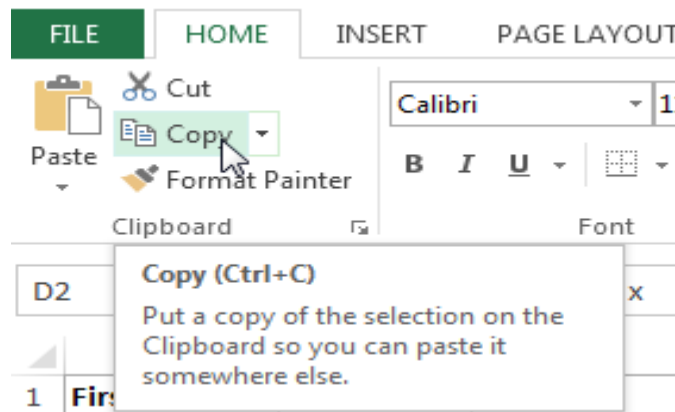 FILE HOME INSERT PAGE LAYOUT
Cut
Copy
Paste
Format Painter
Calibri
B I U
Clipboard
Font
Copy (Ctrl+C)
Put a copy of the selection on the
Clipboard so you can paste it
somewhere else.
D2
x
1